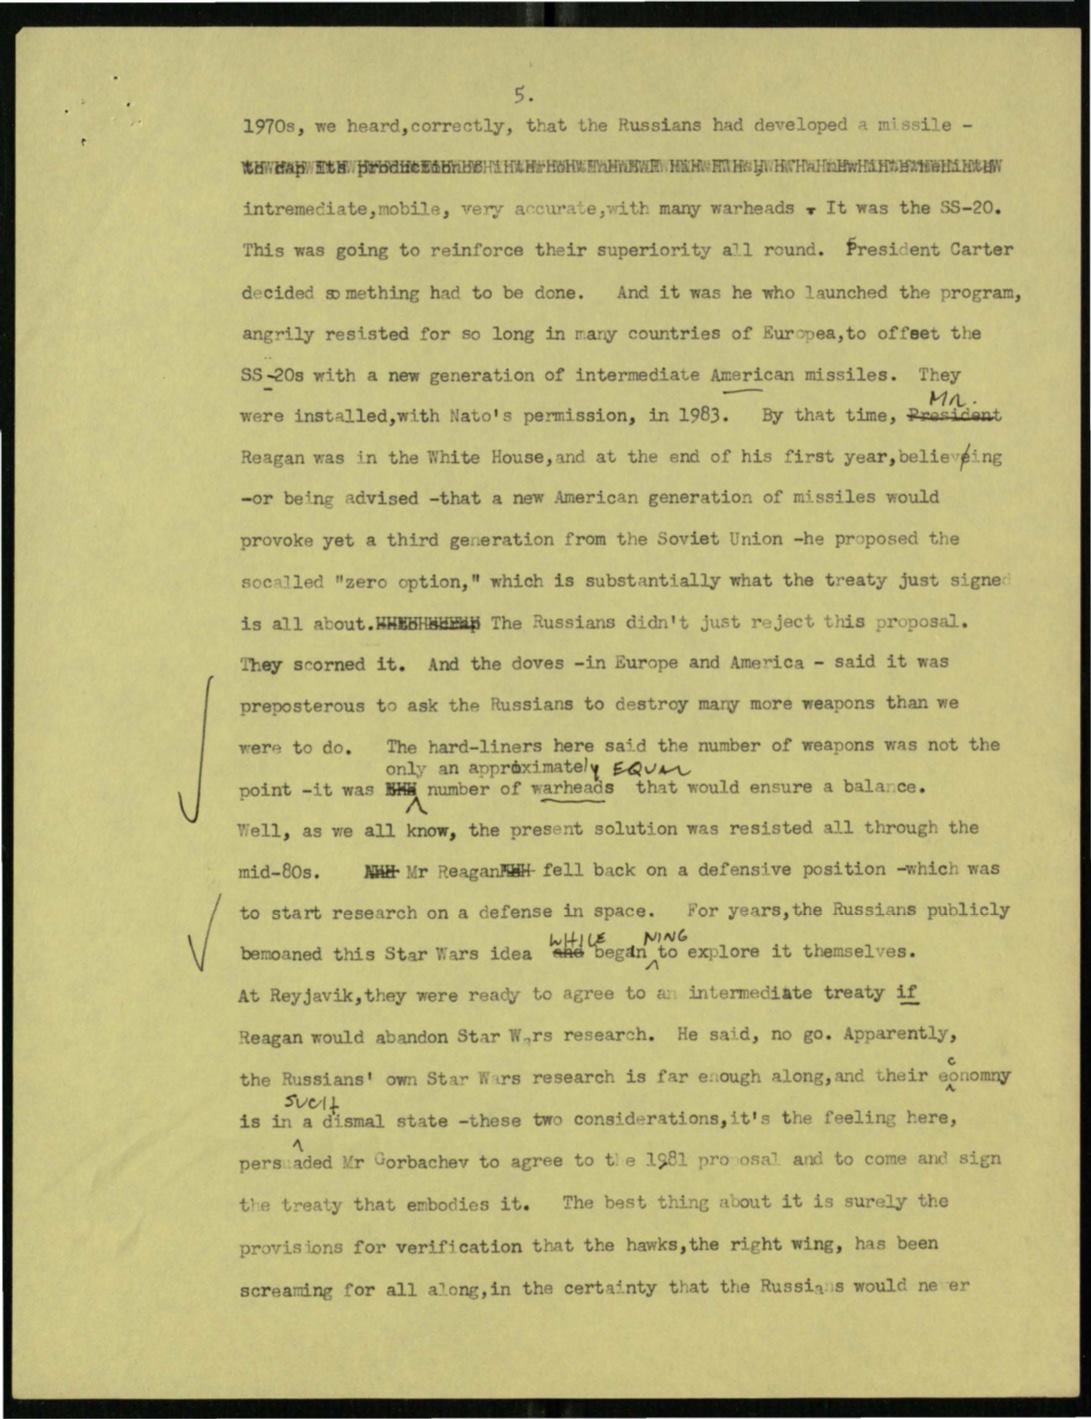 5.
1970s, we heard,correctly, that the Russians had developed a missile -
intremediate,mobile, very accurate,with many warheads - It was the SS-20.
This was going to reinforce their superiority all round. President Carter
decided something had to be done. And it was he who launched the program,
angrily resisted for so long in many countries of Europea,to offset the
SS-20s with a new generation of intermediate American missiles. They
Mr.
were installed,with Nato's permission, in 1983. By that time, President
Reagan was in the White House,and at the end of his first year,believing
-or being advised -that a new American generation of missiles would
provoke yet a third generation from the Soviet Union -he proposed the
socalled "zero option," which is substantially what the treaty just signed
is all about. The Russians didn't just reject this proposal.
They scorned it. And the doves -in Europe and America - said it was
preposterous to ask the Russians to destroy many more weapons than we
were to do. The hard-liners here said the number of weapons was not the
only an approximately EQUAL
point -it was number of warheads that would ensure a balance.
Well, as we all know, the present solution was resisted all through the
mid-80s. Mr Reagan fell back on a defensive position -which was
to start research on a defense in space. For years,the Russians publicly
WHILE NING
bemoaned this Star Wars idea and began to explore it themselves.
At Reyjavik,they were ready to agree to an intermediate treaty if
Reagan would abandon Star Wars research. He said, no go. Apparently,
c
the Russians' own Star Wars research is far enough along,and their eonomny
SUCH
is in a dismal state -these two considerations,it's the feeling here,
persuaded Mr Gorbachev to agree to the 1981 proposal and to come and sign
the treaty that embodies it. The best thing about it is surely the
provisions for verification that the hawks,the right wing, has been
screaming for all along,in the certainty that the Russians would never